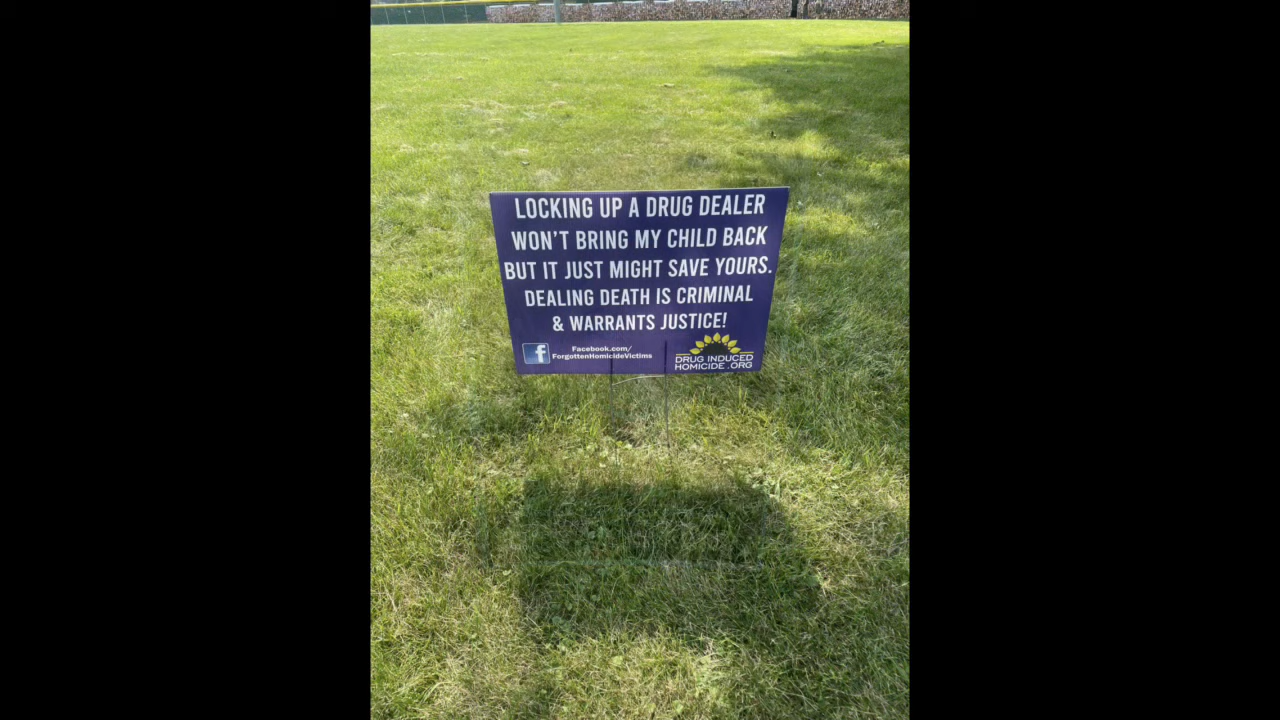 LOCKING UP A DRUG DEALER
WON'T BRING MY CHILD BACK
BUT IT JUST MIGHT SAVE YOURS.
DEALING DEATH IS CRIMINAL
& WARRANTS JUSTICE!
f
Facebook.com/
ForgottenHomicideVictims
DRUG INDUCED
HOMICIDE.ORG